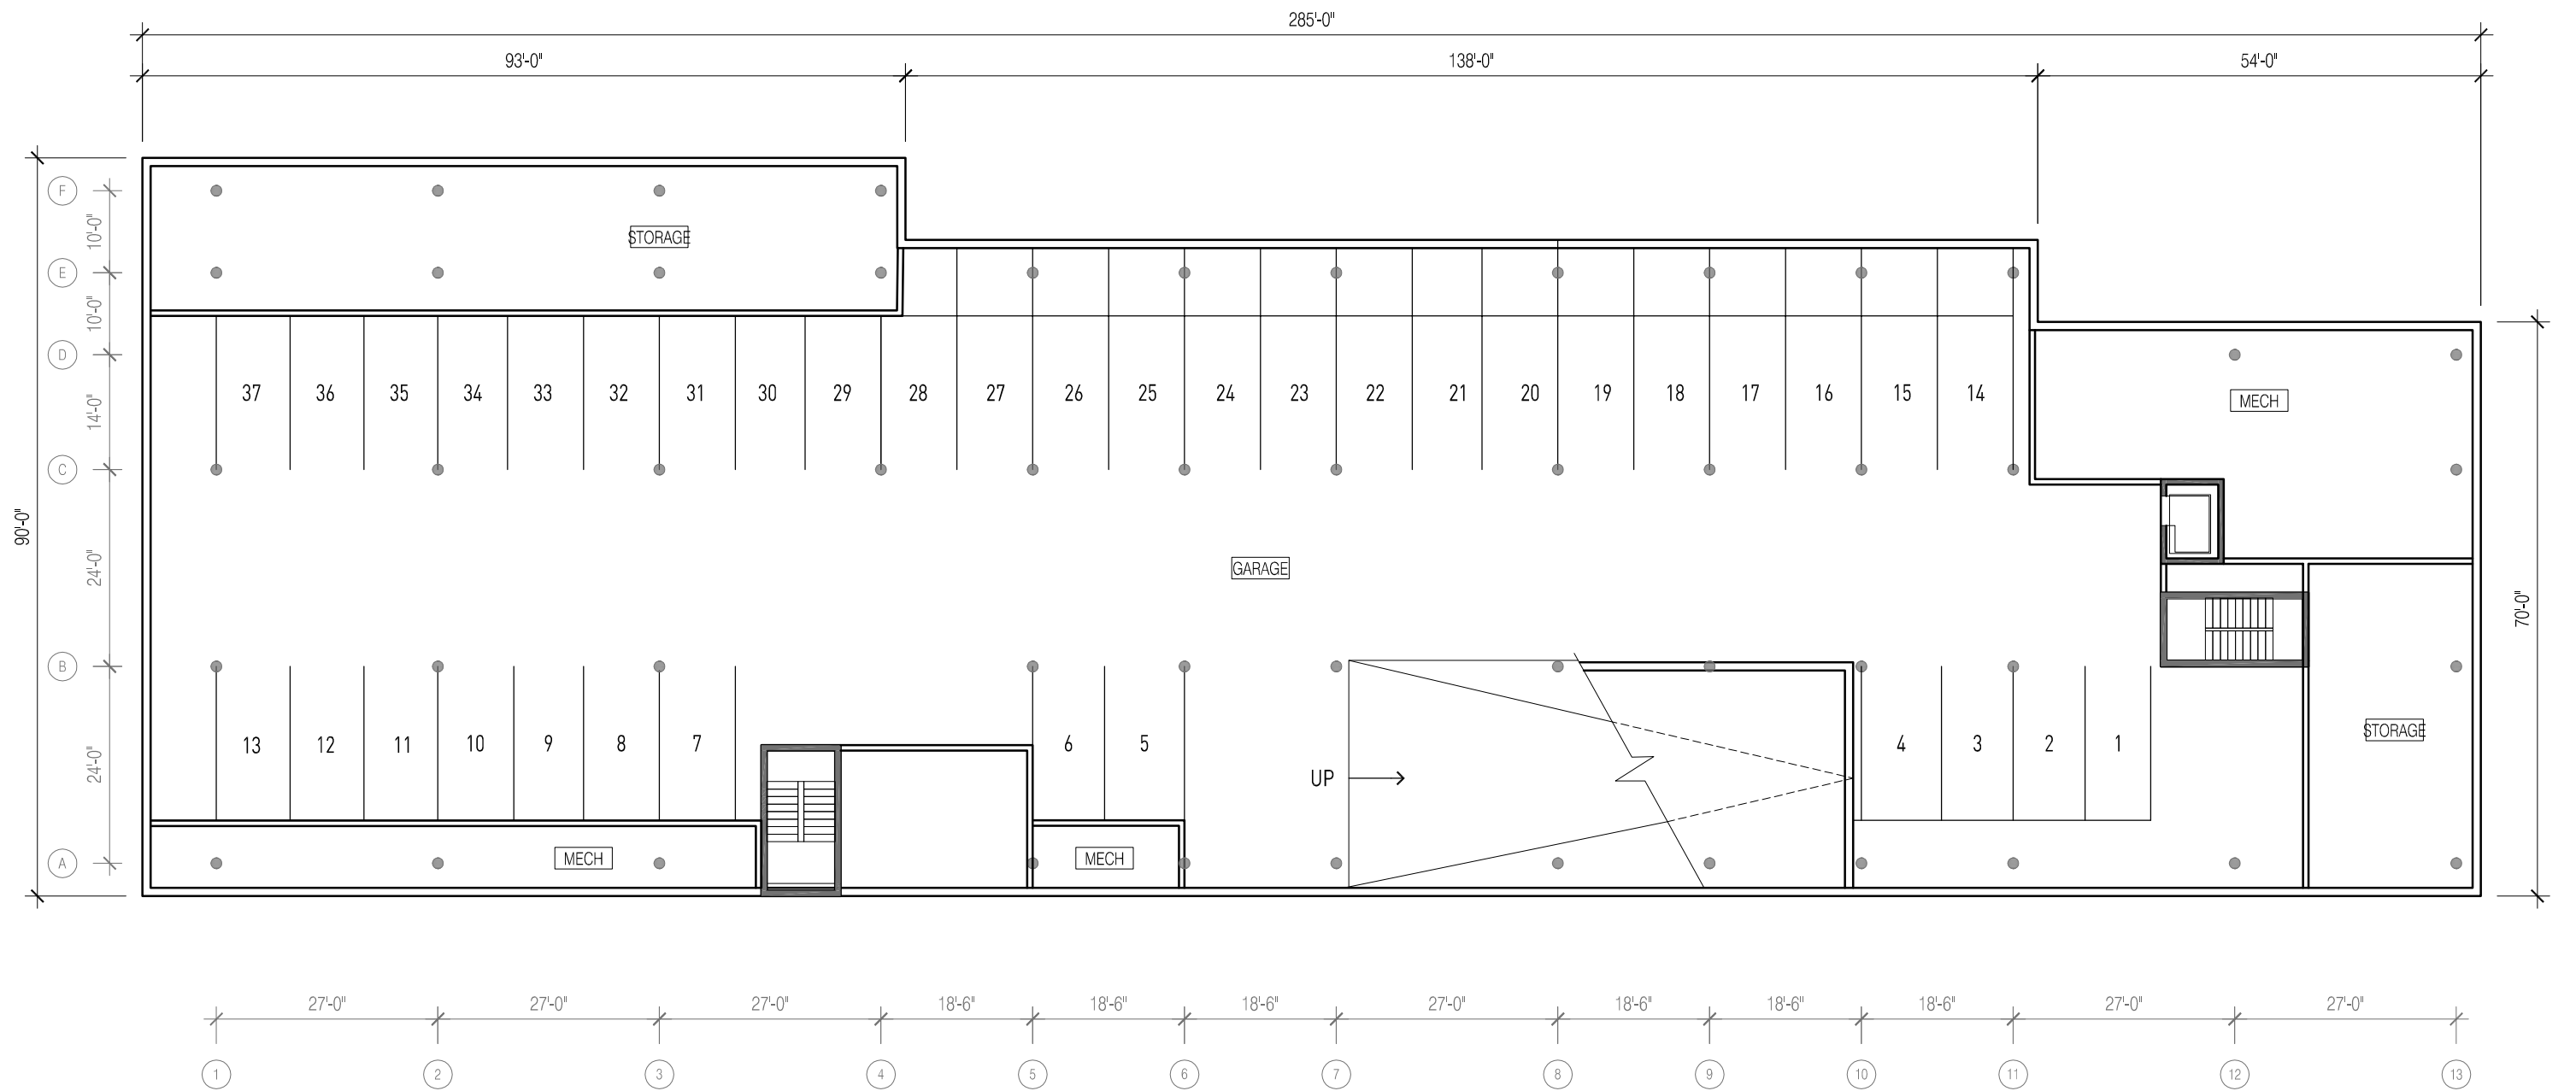 285'-0"
93'-0" 138'-0" 54'-0"
F
10'-0"
STORAGE
E
10'-0"
D
14'-0"
37 36 35 34 33 32 31 30 29 28 27 26 25 24 23 22 21 20 19 18 17 16 15 14
MECH
C
90'-0"
24'-0"
GARAGE
70'-0"
B
24'-0"
13 12 11 10 9 8 7 6 5 4 3 2 1
STORAGE
UP
A
MECH MECH
27'-0" 27'-0" 27'-0" 18'-6" 18'-6" 18'-6" 27'-0" 18'-6" 18'-6" 18'-6" 27'-0" 27'-0"
1 2 3 4 5 6 7 8 9 10 11 12 13